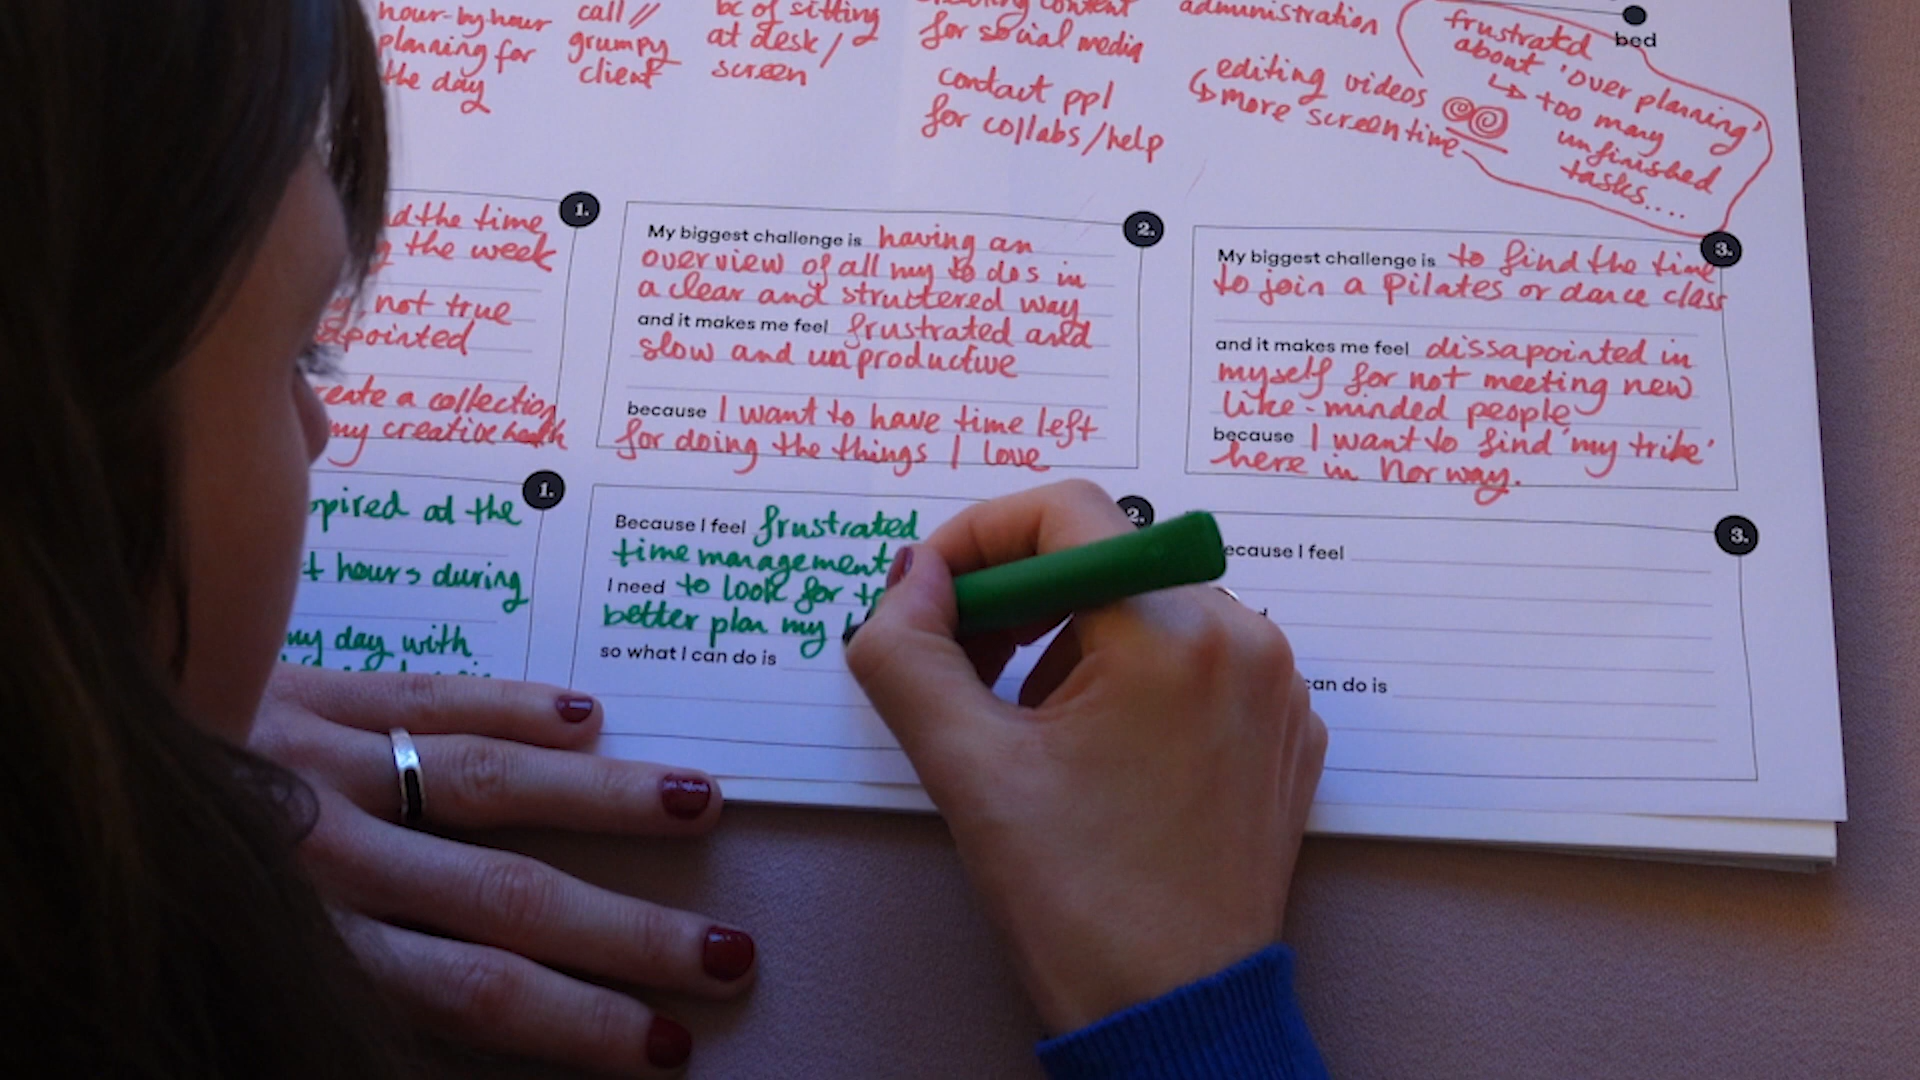 hour-by-hour
planning for
the day
call //
grumpy
client
bc of sitting
at desk /
screen
content
for social media
contact ppl
for collabs/help
administration
editing videos
↳ more screentime
frustrated
about 'over planning'
↳ too many
unfinished
tasks....
bed
1.
the time
the week
not true
create a collection
my creative health
2.
My biggest challenge is having an
overview of all my to dos in
a clear and structered way
and it makes me feel frustrated and
slow and unproductive
because I want to have time left
for doing the things I love
3.
My biggest challenge is to find the time
to join a Pilates or dance class
and it makes me feel dissapointed in
myself for not meeting new
like-minded people
because I want to find 'my tribe'
here in Norway.
1.
at the
hours during
my day with
2.
Because I feel frustrated
time management
I need to look for
better plan my
so what I can do is
3.
ecause I feel
can do is